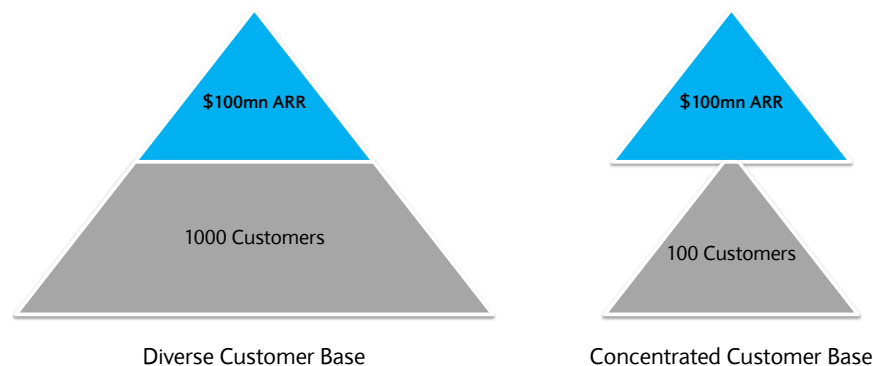 $100mn ARR
1000 Customers
Diverse Customer Base
$100mn ARR
100 Customers
Concentrated Customer Base